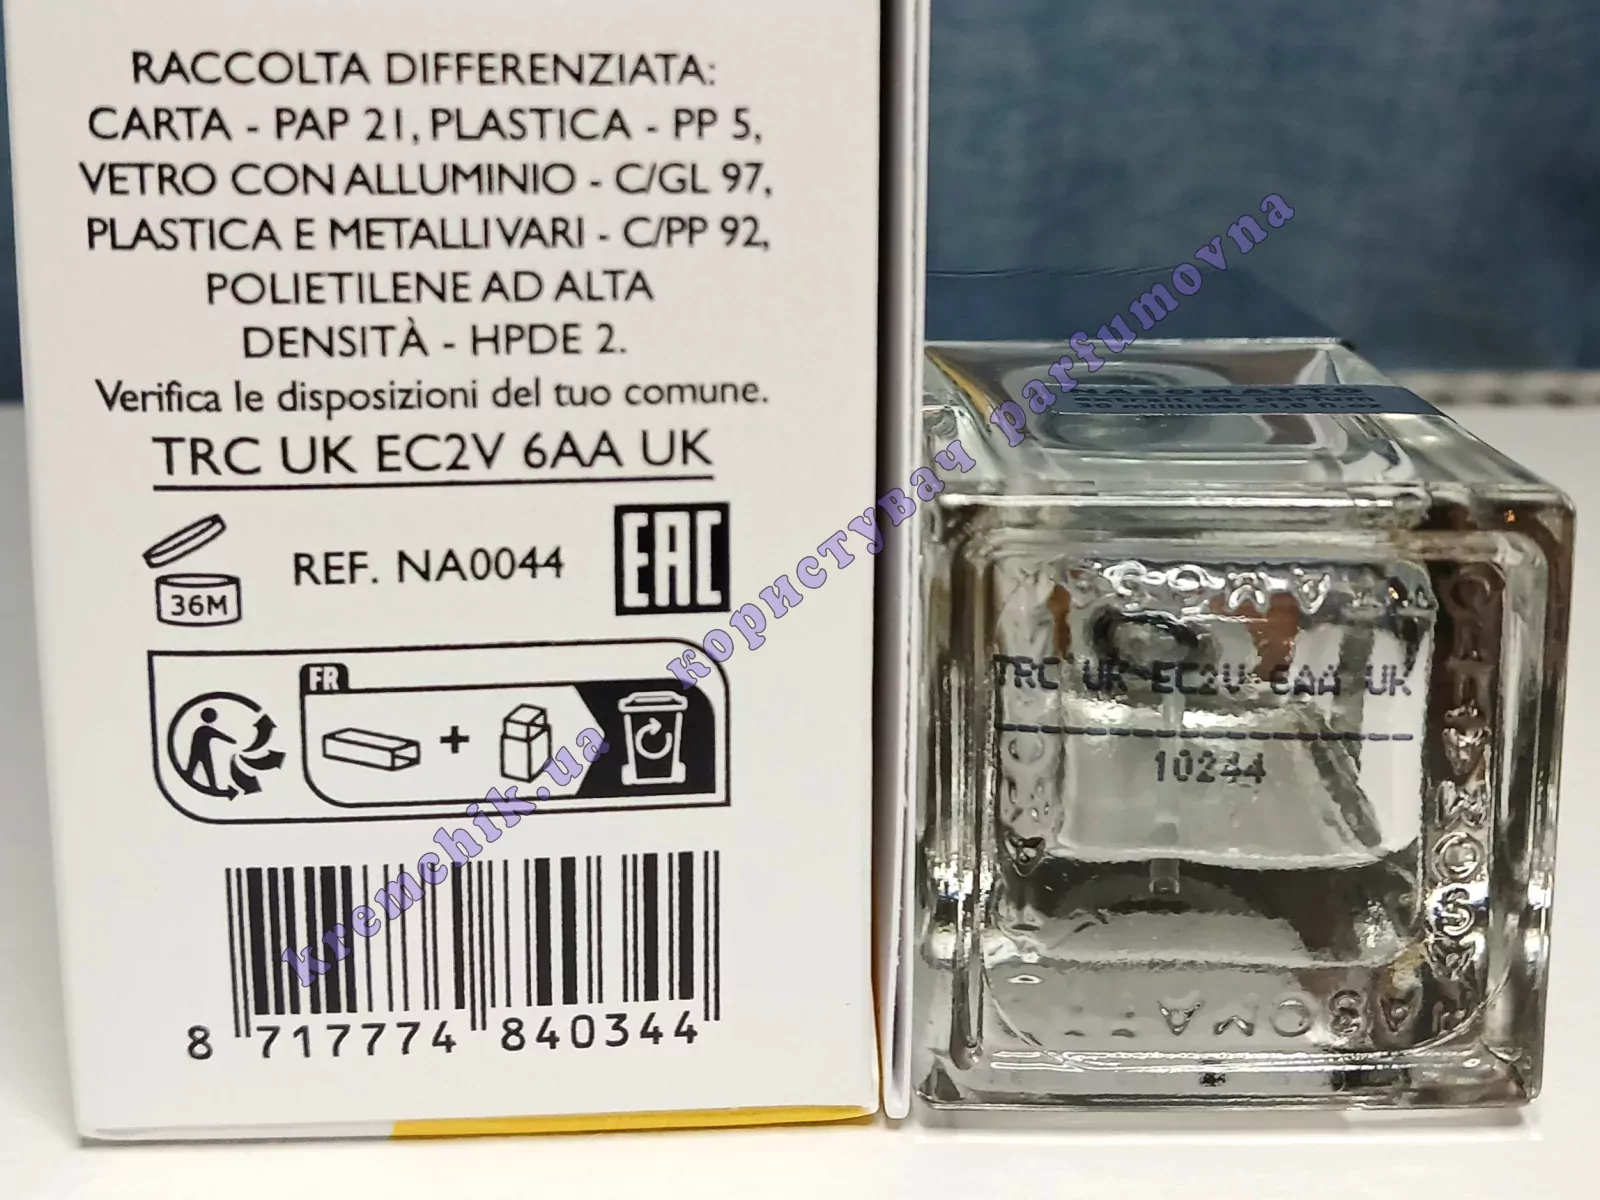 RACCOLTA DIFFERENZIATA:
CARTA - PAP 21, PLASTICA - PP 5,
VETRO CON ALLUMINIO - C/GL 97,
PLASTICA E METALLI VARI - C/PP 92,
POLIETILENE AD ALTA
DENSITÀ - HPDE 2.
Verifica le disposizioni del tuo comune.
TRC UK EC2V 6AA UK
36M
REF. NA0044
EAC
FR
+
8 717774 840344
kremchik.ua користувач parfumovna
TRC UK EC2V 6AA UK
10244